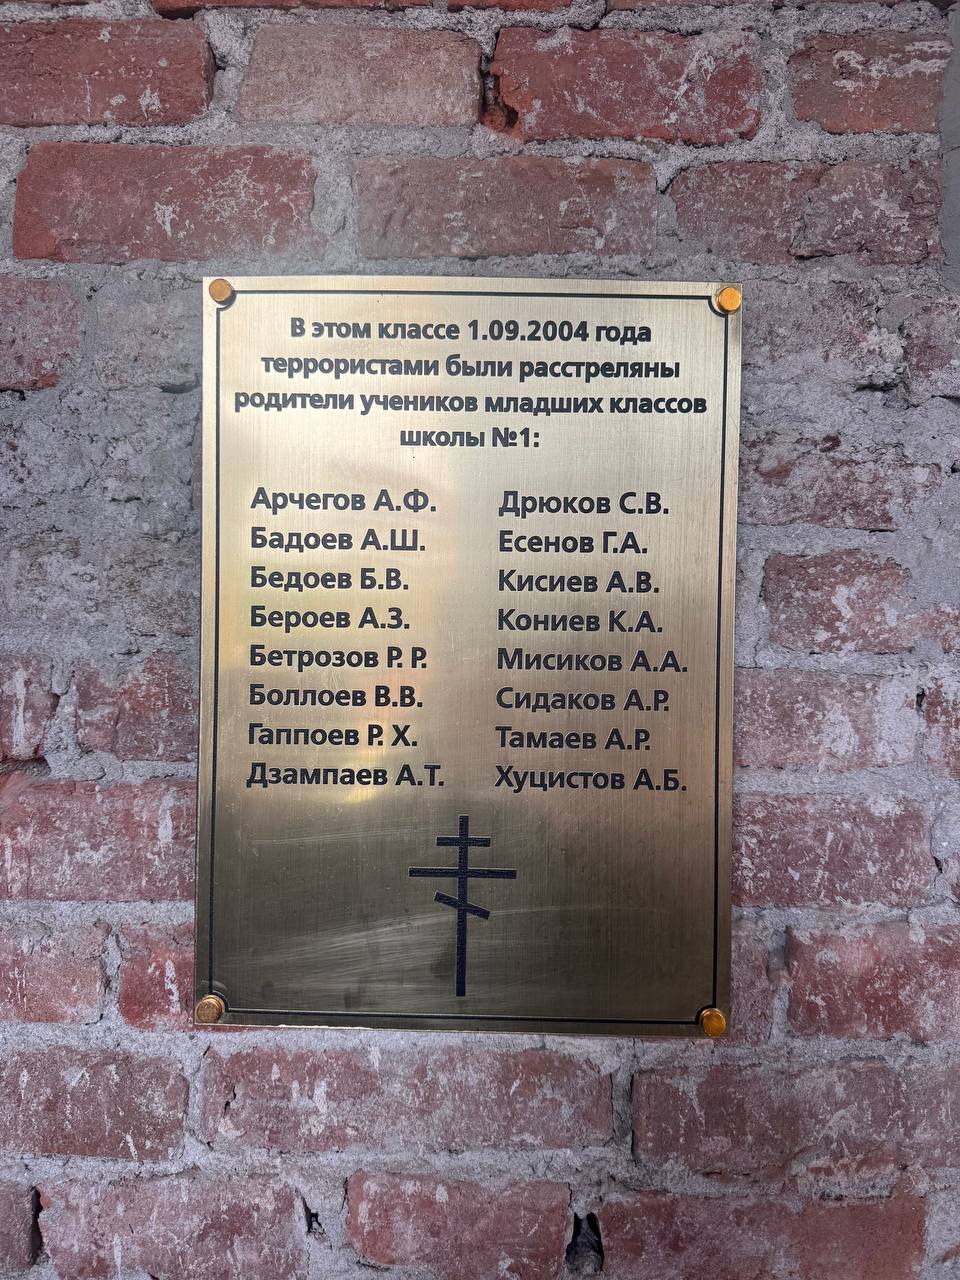 В этом классе 1.09.2004 года
террористами были расстреляны
родители учеников младших классов
школы №1:
Арчегов А.Ф.
Бадоев А.Ш.
Бедоев Б.В.
Бероев А.З.
Бетрозов Р. Р.
Боллоев В.В.
Гаппоев Р. Х.
Дзампаев А.Т.
Дрюков С.В.
Есенов Г.А.
Кисиев А.В.
Кониев К.А.
Мисиков А.А.
Сидаков А.Р.
Тамаев А.Р.
Хуцистов А.Б.